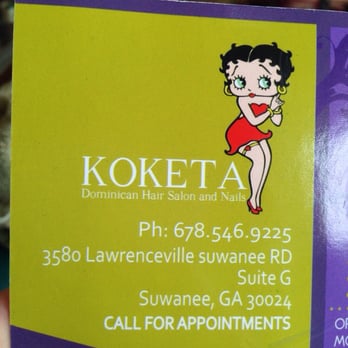 KOKETA
Dominican Hair Salon and Nails
Ph: 678.546.9225
3580 Lawrenceville suwanee RD
Suite G
Suwanee, GA 30024
CALL FOR APPOINTMENTS